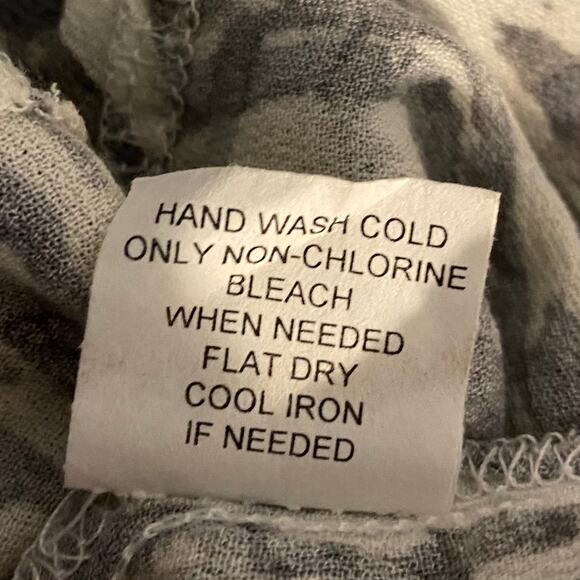 HAND WASH COLD
ONLY NON-CHLORINE
BLEACH
WHEN NEEDED
FLAT DRY
COOL IRON
IF NEEDED